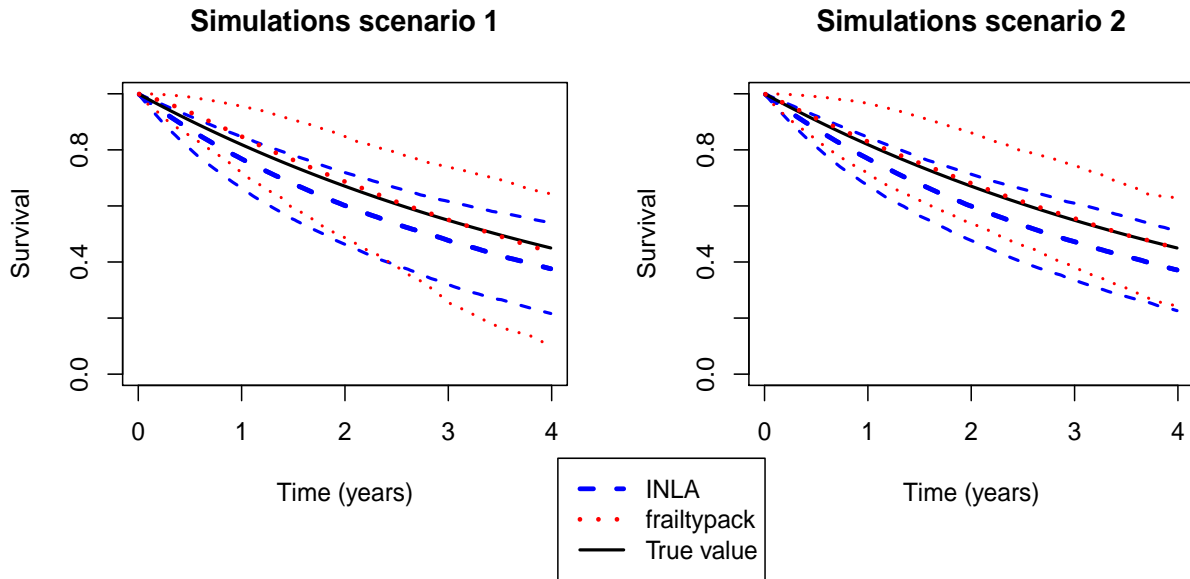 Simulations scenario 1
Survival
0.0
0.4
0.8
0
1
2
3
4
Time (years)
Simulations scenario 2
Survival
0.0
0.4
0.8
0
1
2
3
4
Time (years)
INLA
frailtypack
True value